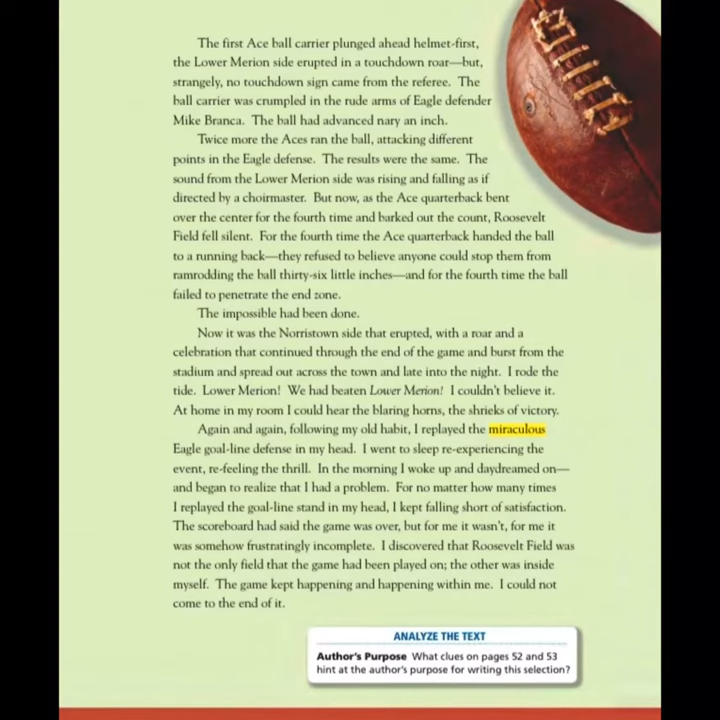 The first Ace ball carrier plunged ahead helmet-first,
the Lower Merion side erupted in a touchdown roar—but,
strangely, no touchdown sign came from the referee. The
ball carrier was crumpled in the rude arms of Eagle defender
Mike Branca. The ball had advanced nary an inch.
Twice more the Aces ran the ball, attacking different
points in the Eagle defense. The results were the same. The
sound from the Lower Merion side was rising and falling as if
directed by a choirmaster. But now, as the Ace quarterback bent
over the center for the fourth time and barked out the count, Roosevelt
Field fell silent. For the fourth time the Ace quarterback handed the ball
to a running back—they refused to believe anyone could stop them from
ramrodding the ball thirty-six little inches—and for the fourth time the ball
failed to penetrate the end zone.
The impossible had been done.
Now it was the Norristown side that erupted, with a roar and a
celebration that continued through the end of the game and burst from the
stadium and spread out across the town and late into the night. I rode the
tide. Lower Merion! We had beaten Lower Merion! I couldn't believe it.
At home in my room I could hear the blaring horns, the shrieks of victory.
Again and again, following my old habit, I replayed the miraculous
Eagle goal-line defense in my head. I went to sleep re-experiencing the
event, re-feeling the thrill. In the morning I woke up and daydreamed on—
and began to realize that I had a problem. For no matter how many times
I replayed the goal-line stand in my head, I kept falling short of satisfaction.
The scoreboard had said the game was over, but for me it wasn't, for me it
was somehow frustratingly incomplete. I discovered that Roosevelt Field was
not the only field that the game had been played on; the other was inside
myself. The game kept happening and happening within me. I could not
come to the end of it.
ANALYZE THE TEXT
Author's Purpose What clues on pages 52 and 53
hint at the author's purpose for writing this selection?